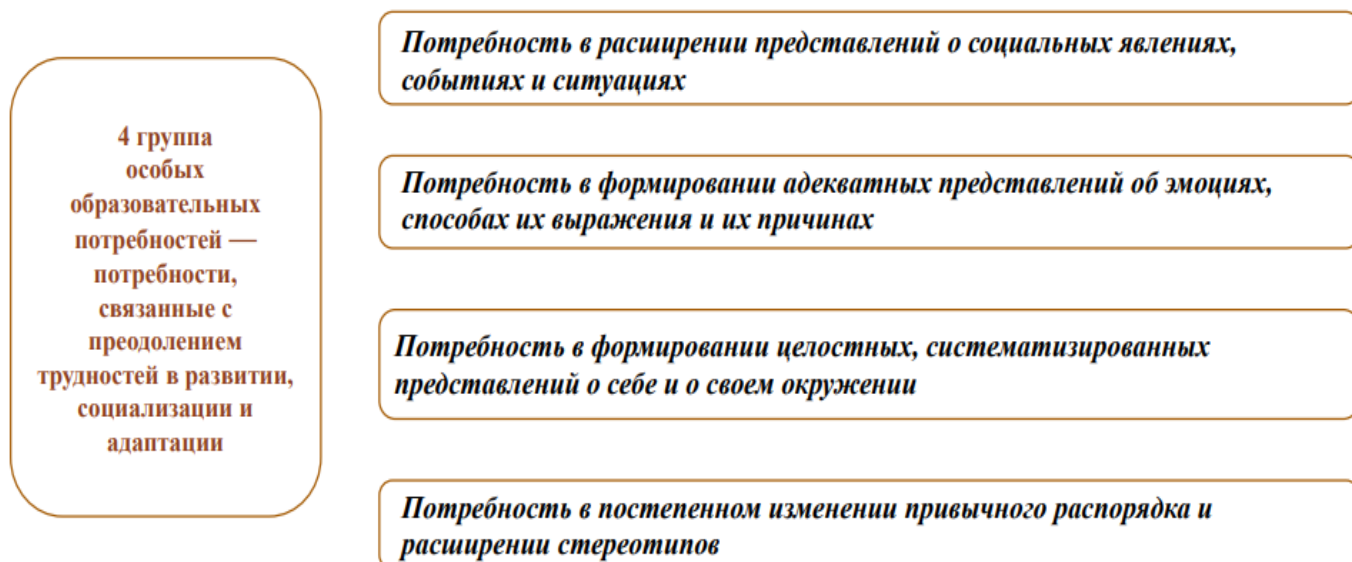 4 группа
особых
образовательных
потребностей —
потребности,
связанные с
преодолением
трудностей в развитии,
социализации и
адаптации
Потребность в расширении представлений о социальных явлениях,
событиях и ситуациях
Потребность в формировании адекватных представлений об эмоциях,
способах их выражения и их причинах
Потребность в формировании целостных, систематизированных
представлений о себе и о своем окружении
Потребность в постепенном изменении привычного распорядка и
расширении стереотипов